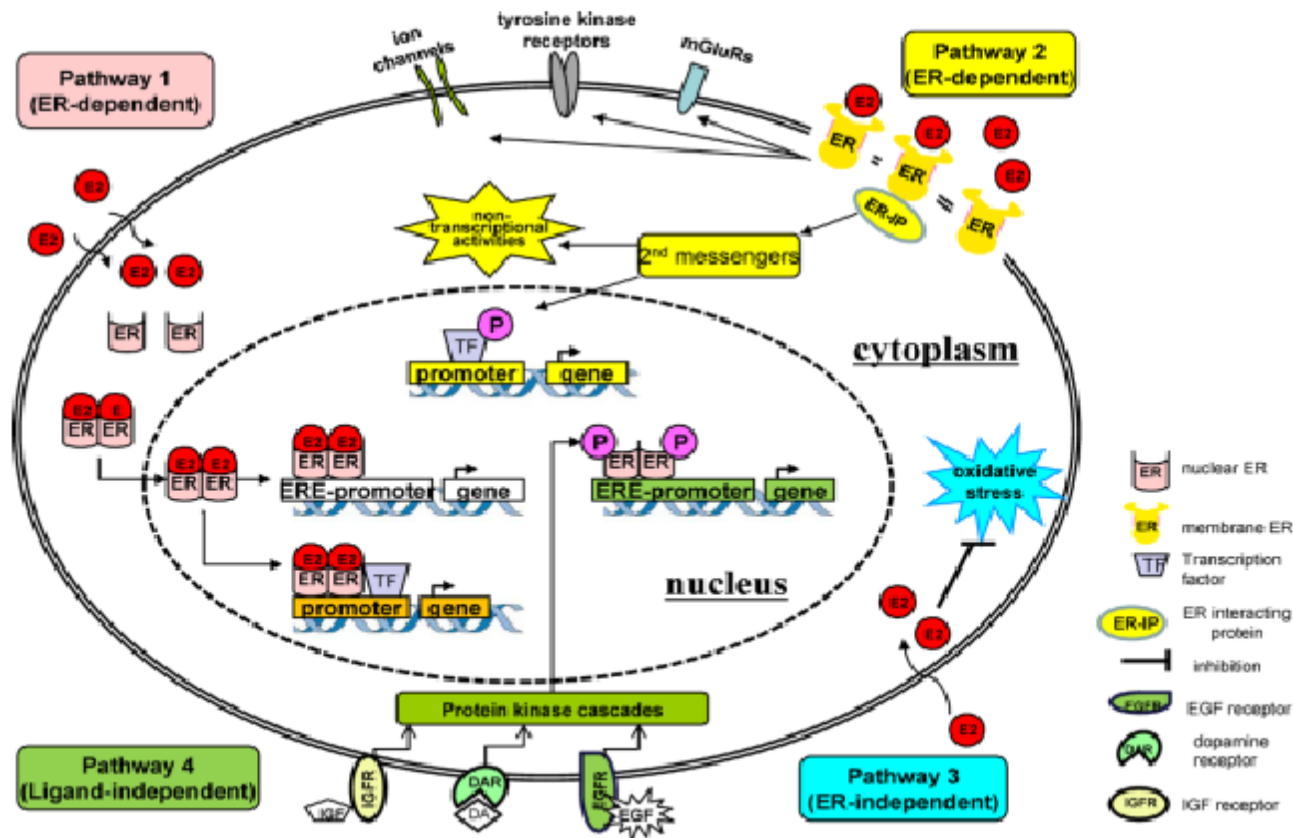 ion
channels
tyrosine kinase
receptors
mGluRs
Pathway 1
(ER-dependent)
Pathway 2
(ER-dependent)
E2
E2
E2
E2
ER
ER
ER
ER-IP
E2
E2
E2
E2
ER
ER
non-
transcriptional
activities
2nd messengers
P
TF
promoter
gene
cytoplasm
E2
E
ER
ER
E2
E2
ER
ER
E2
E2
ER
ER
ERE-promoter
gene
P
P
ER
ER
ERE-promoter
gene
oxidative
stress
E2
E2
ER
ER
TF
promoter
gene
nucleus
E2
E2
E2
Protein kinase cascades
Pathway 4
(Ligand-independent)
IGF
IGFR
DAR
DA
EGFR
EGF
Pathway 3
(ER-independent)
ER
nuclear ER
ER
membrane ER
TF
Transcription
factor
ER-IP
ER interacting
protein
inhibition
EGFR
EGF receptor
DAR
dopamine
receptor
IGFR
IGF receptor